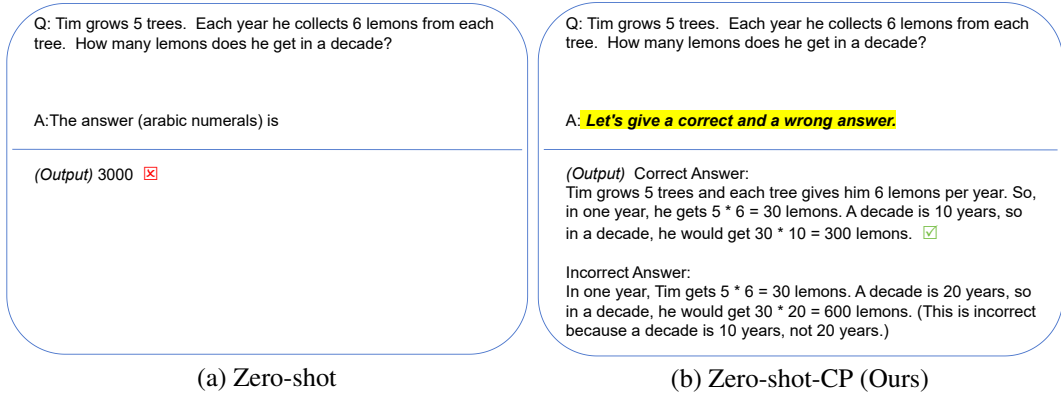 Q: Tim grows 5 trees. Each year he collects 6 lemons from each
tree. How many lemons does he get in a decade?
A:The answer (arabic numerals) is
(Output) 3000
(a) Zero-shot
Q: Tim grows 5 trees. Each year he collects 6 lemons from each
tree. How many lemons does he get in a decade?
A: Let's give a correct and a wrong answer.
(Output) Correct Answer:
Tim grows 5 trees and each tree gives him 6 lemons per year. So,
in one year, he gets 5 * 6 = 30 lemons. A decade is 10 years, so
in a decade, he would get 30 * 10 = 300 lemons.
Incorrect Answer:
In one year, Tim gets 5 * 6 = 30 lemons. A decade is 20 years, so
in a decade, he would get 30 * 20 = 600 lemons. (This is incorrect
because a decade is 10 years, not 20 years.)
(b) Zero-shot-CP (Ours)